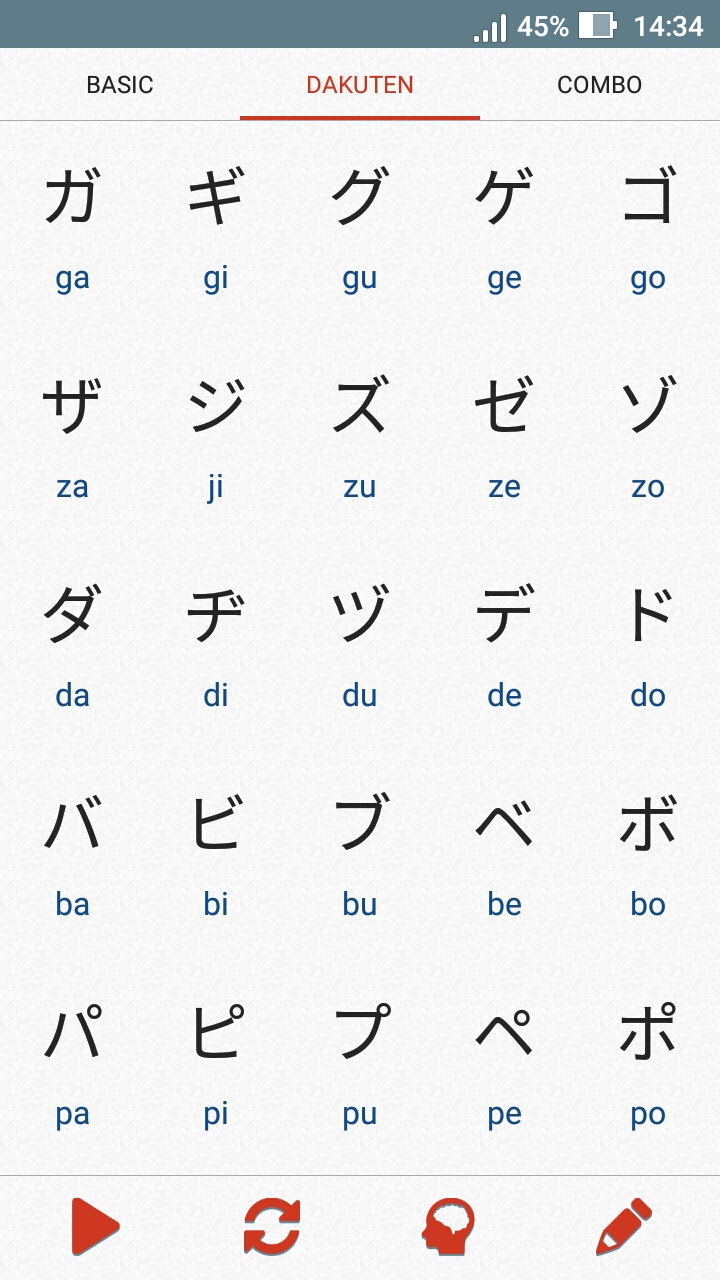 45% 14:34
BASIC DAKUTEN COMBO
ガ ギ グ ゲ ゴ
ga gi gu ge go
ザ ジ ズ ゼ ゾ
za ji zu ze zo
ダ ヂ ヅ デ ド
da di du de do
バ ビ ブ ベ ボ
ba bi bu be bo
パ ピ プ ペ ポ
pa pi pu pe po